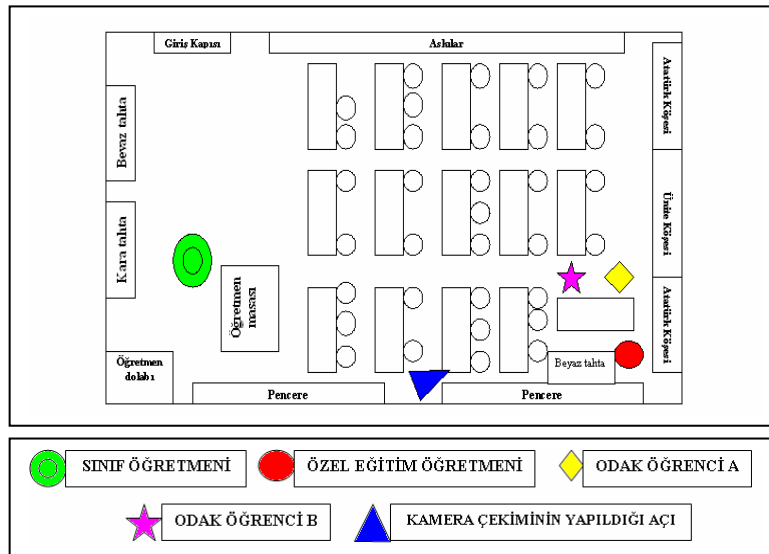 Giriş Kapısı
Askılar
Beyaz tahta
Kara tahta
Öğretmen
masası
Öğretmen
dolabı
Pencere
Pencere
Beyaz tahta
Atatürk Köşesi
Ünite Köşesi
Atatürk Köşesi
SINIF ÖĞRETMENİ
ÖZEL EĞİTİM ÖĞRETMENİ
ODAK ÖĞRENCİ A
ODAK ÖĞRENCİ B
KAMERA ÇEKİMİNİN YAPILDIĞI AÇI